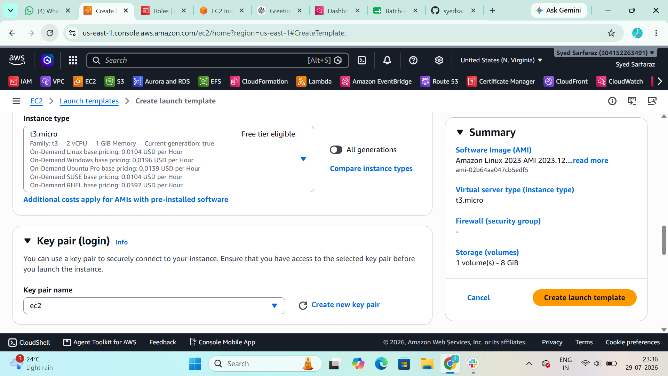 (4) Wha
Create l
Roles |
EC2 In
Greetin
Dashb
Batch-
syedsa
Ask Gemini
us-east-1.console.aws.amazon.com/ec2/home?region=us-east-1#CreateTemplate:
aws
Search
[Alt+S]
United States (N. Virginia)
Syed Sarfaraz (3041-5226-3491)
Syed Sarfaraz
IAM
VPC
EC2
S3
Aurora and RDS
EFS
CloudFormation
Lambda
Amazon EventBridge
Route 53
Certificate Manager
CloudFront
CloudWatch
EC2 > Launch templates > Create launch template
Instance type
t3.micro
Free tier eligible
Family: t3 2 vCPU 1 GiB Memory Current generation: true
On-Demand Linux base pricing: 0.0104 USD per Hour
On-Demand Windows base pricing: 0.0196 USD per Hour
On-Demand Ubuntu Pro base pricing: 0.0139 USD per Hour
On-Demand SUSE base pricing: 0.0104 USD per Hour
On-Demand RHEL base pricing: 0.0392 USD per Hour
All generations
Compare instance types
Additional costs apply for AMIs with pre-installed software
Key pair (login) Info
You can use a key pair to securely connect to your instance. Ensure that you have access to the selected key pair before
you launch the instance.
Key pair name
ec2
Create new key pair
Summary
Software Image (AMI)
Amazon Linux 2023 AMI 2023.12....read more
ami-02b64aa047cb5edf5
Virtual server type (instance type)
t3.micro
Firewall (security group)
-
Storage (volumes)
1 volume(s) - 8 GiB
Cancel
Create launch template
CloudShell
Agent Toolkit for AWS
Feedback
Console Mobile App
© 2026, Amazon Web Services, Inc. or its affiliates.
Privacy
Terms
Cookie preferences
24°C
Light rain
Search
ENG
IN
23:36
29-07-2026